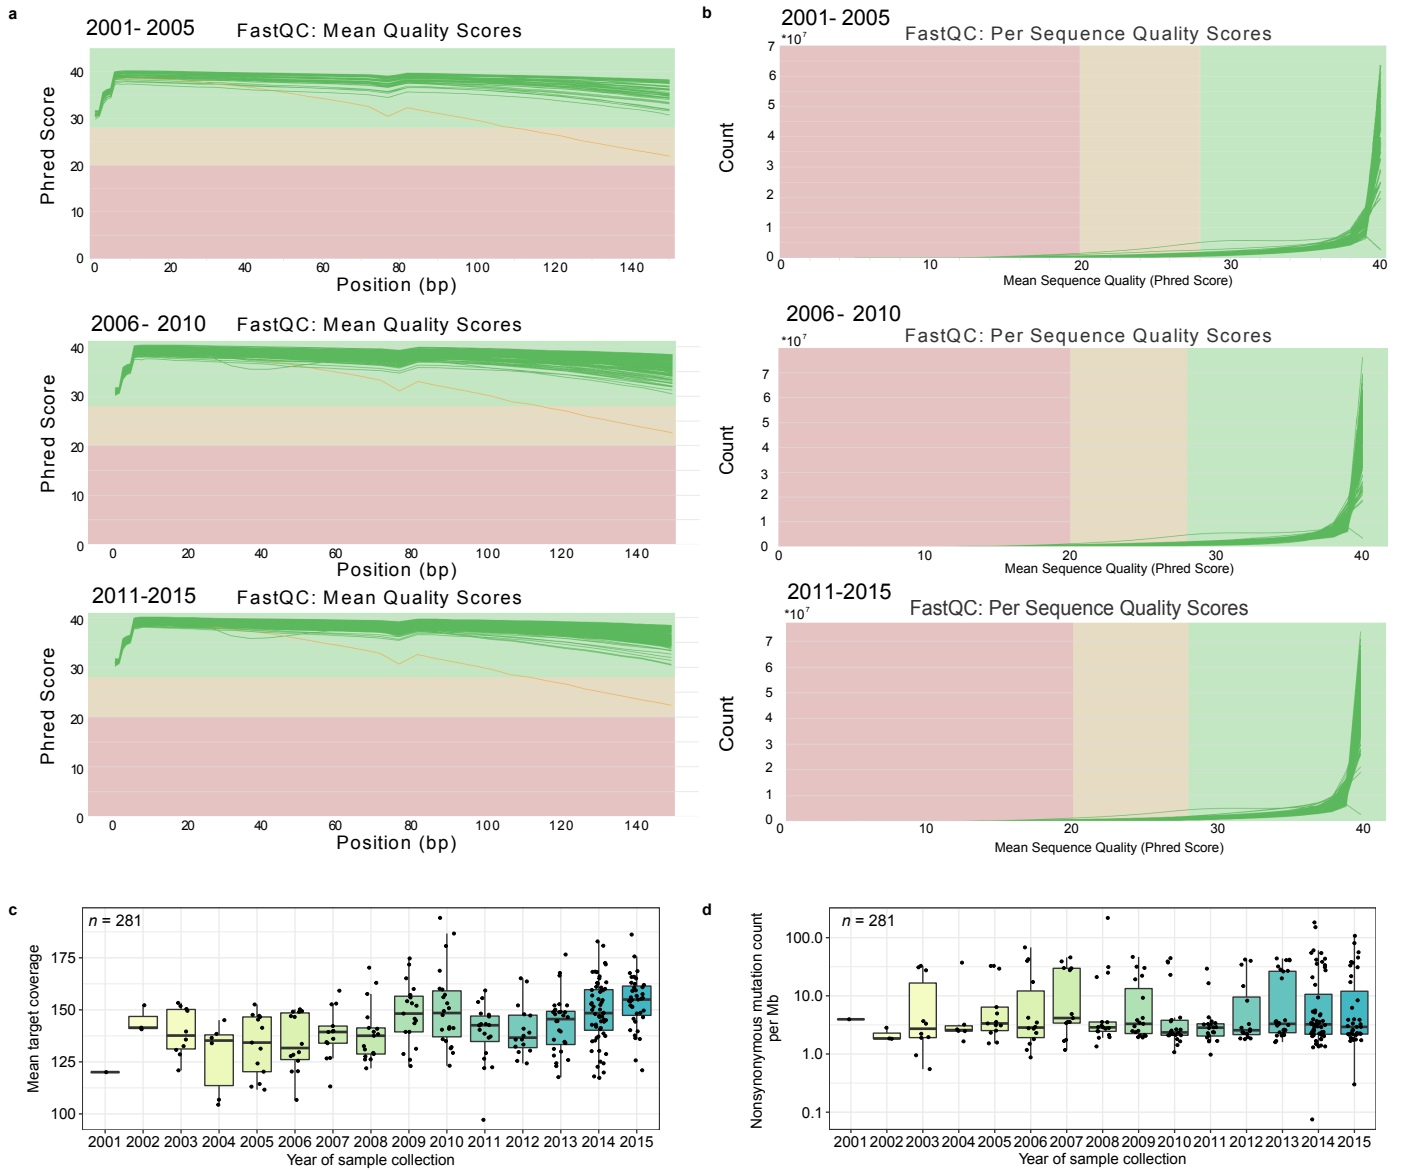 a
2001- 2005 FastQC: Mean Quality Scores
40
30
20
10
0
Phred Score
0 20 40 60 80 100 120 140
Position (bp)
2006- 2010 FastQC: Mean Quality Scores
40
30
20
10
0
Phred Score
0 20 40 60 80 100 120 140
Position (bp)
2011-2015 FastQC: Mean Quality Scores
40
30
20
10
0
Phred Score
0 20 40 60 80 100 120 140
Position (bp)
b
2001- 2005
*10^7 FastQC: Per Sequence Quality Scores
7
6
5
4
3
2
1
0
Count
0 10 20 30 40
Mean Sequence Quality (Phred Score)
2006- 2010
*10^7 FastQC: Per Sequence Quality Scores
7
6
5
4
3
2
1
0
Count
0 10 20 30 40
Mean Sequence Quality (Phred Score)
2011-2015
*10^7 FastQC: Per Sequence Quality Scores
7
6
5
4
3
2
1
0
Count
0 10 20 30 40
Mean Sequence Quality (Phred Score)
c
n = 281
175
150
125
100
Mean target coverage
2001 2002 2003 2004 2005 2006 2007 2008 2009 2010 2011 2012 2013 2014 2015
Year of sample collection
d
n = 281
100.0
10.0
1.0
0.1
Nonsynonymous mutation count
per Mb
2001 2002 2003 2004 2005 2006 2007 2008 2009 2010 2011 2012 2013 2014 2015
Year of sample collection